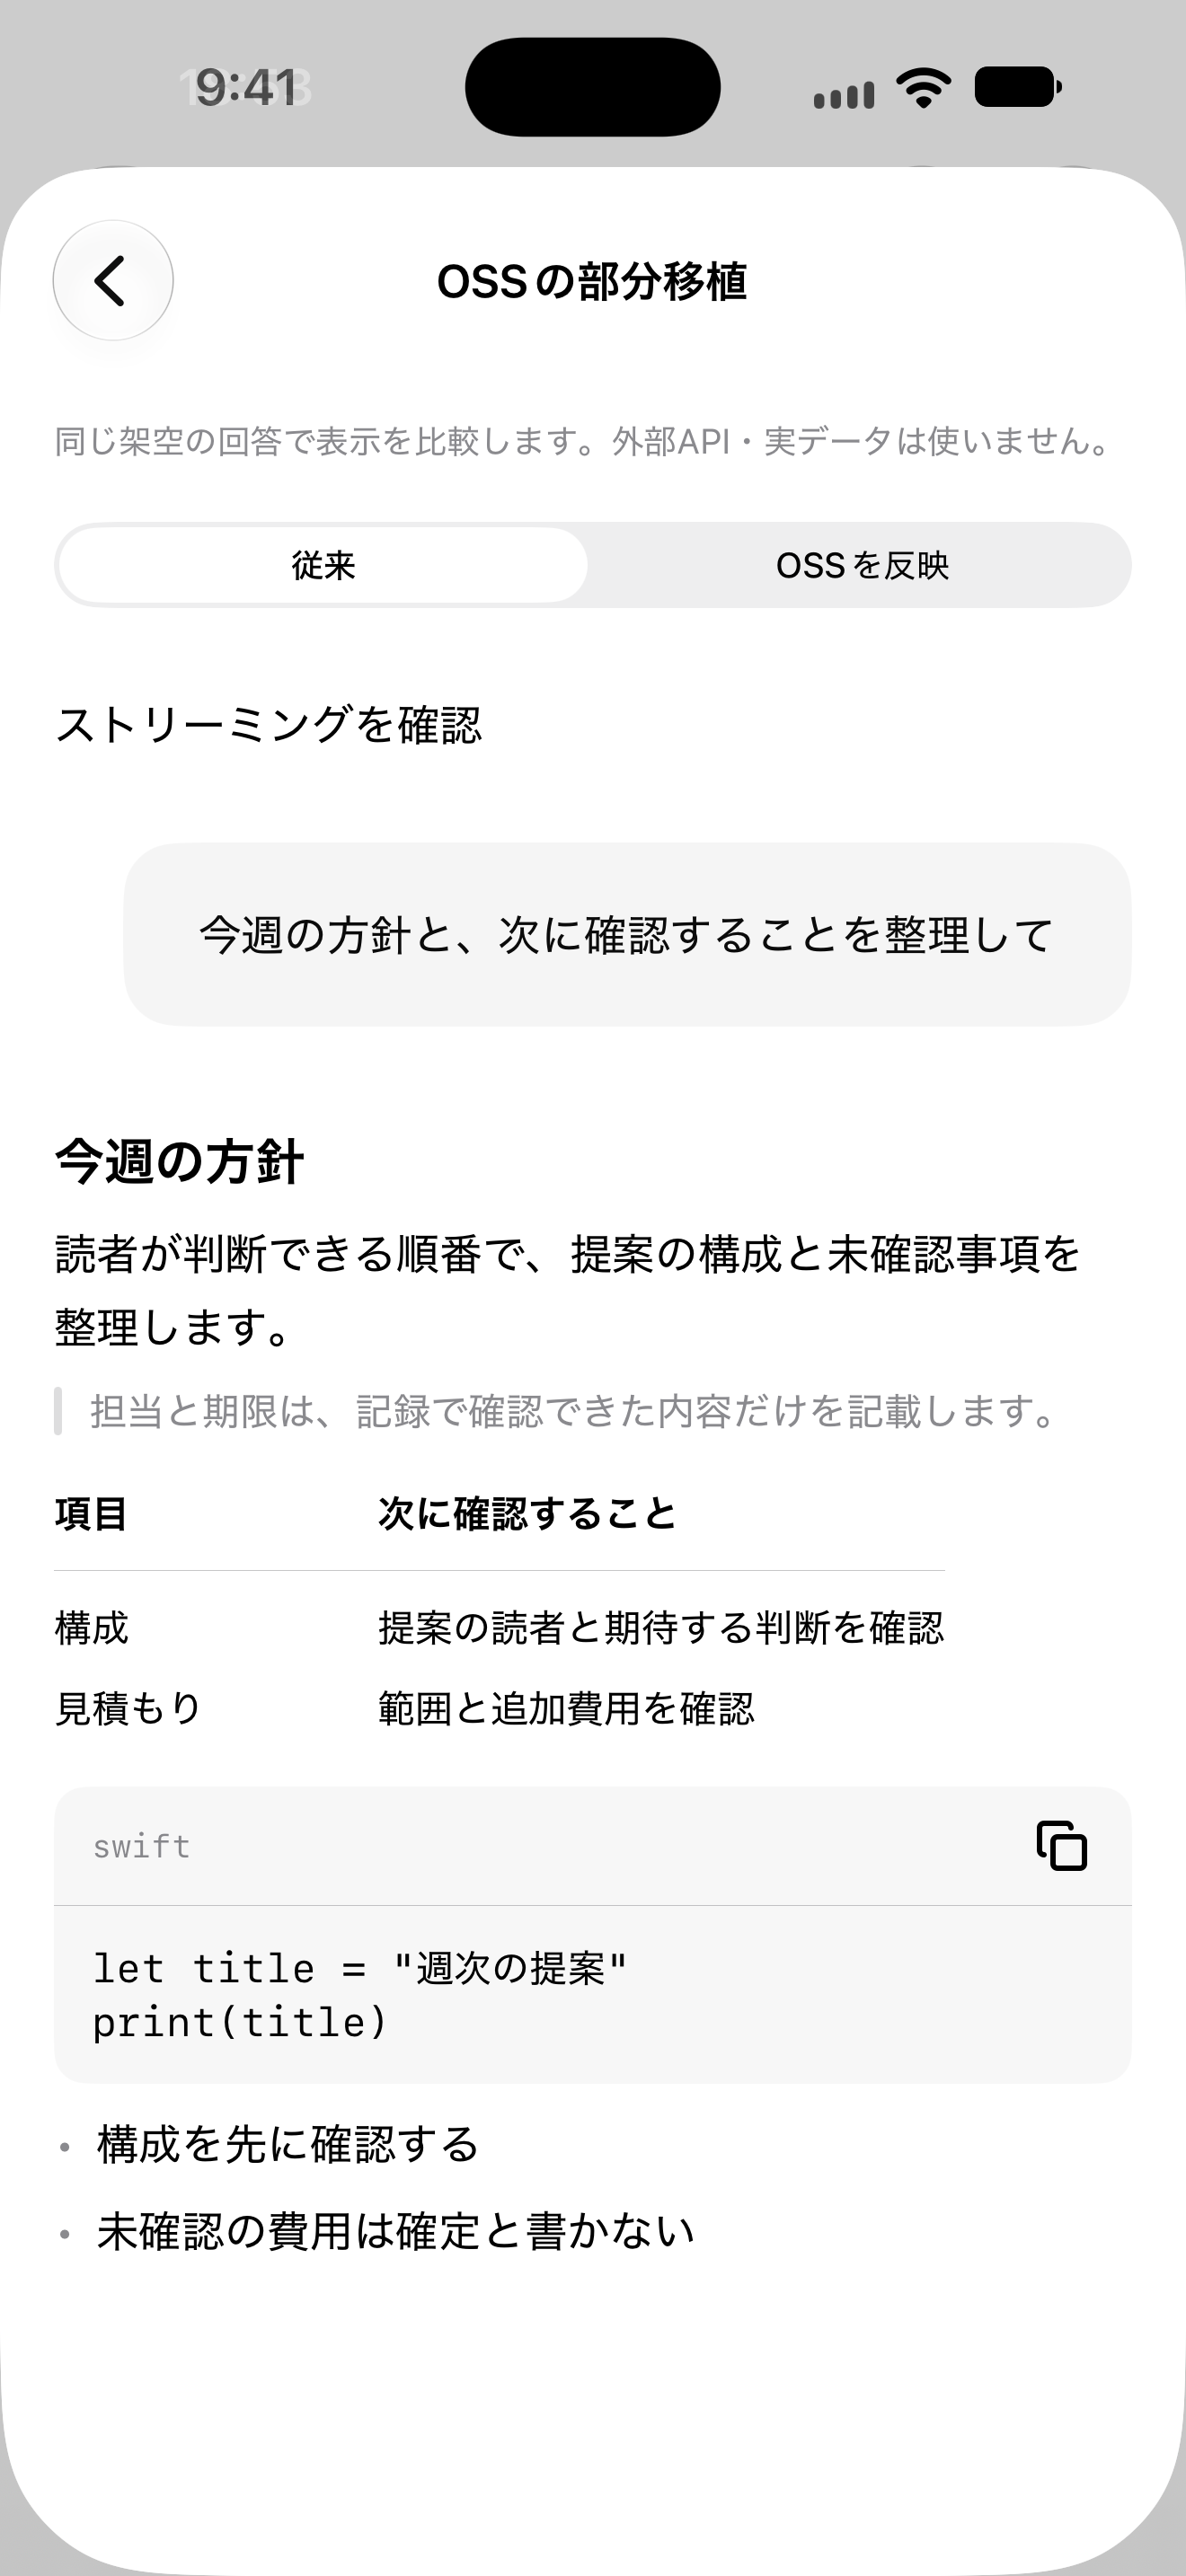 9:41
OSSの部分移植
同じ架空の回答で表示を比較します。外部API・実データは使いません。
従来
OSSを反映
ストリーミングを確認
今週の方針と、次に確認することを整理して
今週の方針
読者が判断できる順番で、提案の構成と未確認事項を
整理します。
担当と期限は、記録で確認できた内容だけを記載します。
項目 次に確認すること
構成 提案の読者と期待する判断を確認
見積もり 範囲と追加費用を確認
swift
let title = "週次の提案"
print(title)
• 構成を先に確認する
• 未確認の費用は確定と書かない